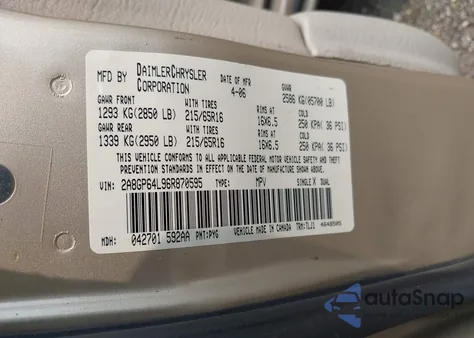 MFD BY DAIMLERCHRYSLER CORPORATION DATE OF MFG 4-06 GVWR 2586 KG(05700 LB)
GAWR FRONT WITH TIRES RIMS AT COLD
1293 KG(2850 LB) 215/65R16 16X6.5 250 KPA( 36 PSI)
GAWR REAR WITH TIRES RIMS AT COLD
1339 KG(2950 LB) 215/65R16 16X6.5 250 KPA( 36 PSI)
THIS VEHICLE CONFORMS TO ALL APPLICABLE FEDERAL MOTOR VEHICLE SAFETY AND THEFT
PREVENTION STANDARDS IN EFFECT ON THE DATE OF MANUFACTURE SHOWN ABOVE.
VIN: 2A8GP64L96R870595 TYPE: MPV SINGLE X DUAL
MDH: 042701 592AA PNT:PYG VEHICLE MADE IN CANADA TRM:TLJ1
autoSnap